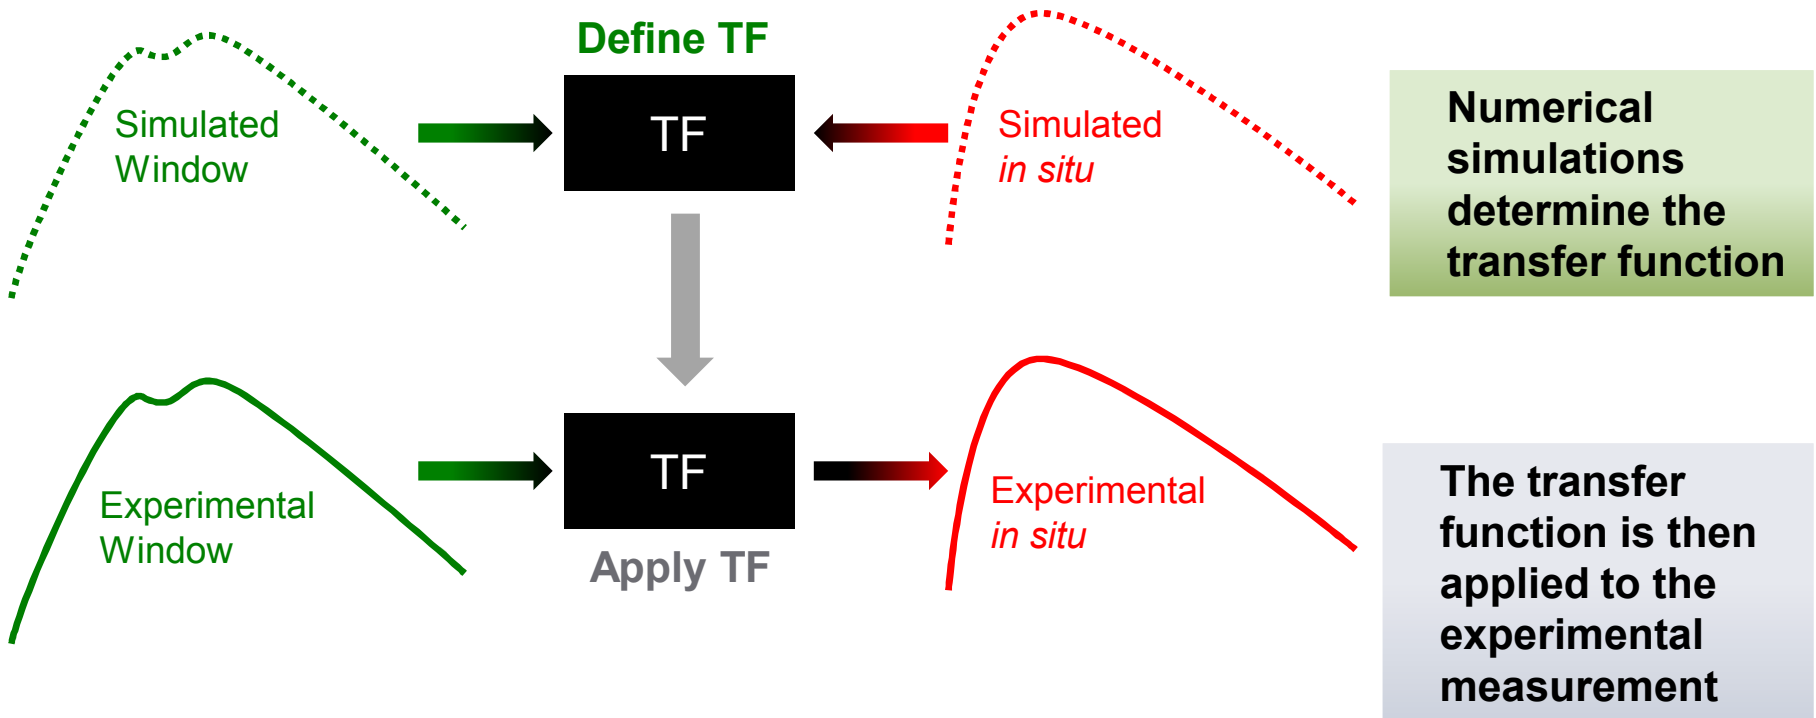 Define TF
Simulated
Window
TF
Simulated
in situ
Numerical
simulations
determine the
transfer function
Experimental
Window
TF
Apply TF
Experimental
in situ
The transfer
function is then
applied to the
experimental
measurement